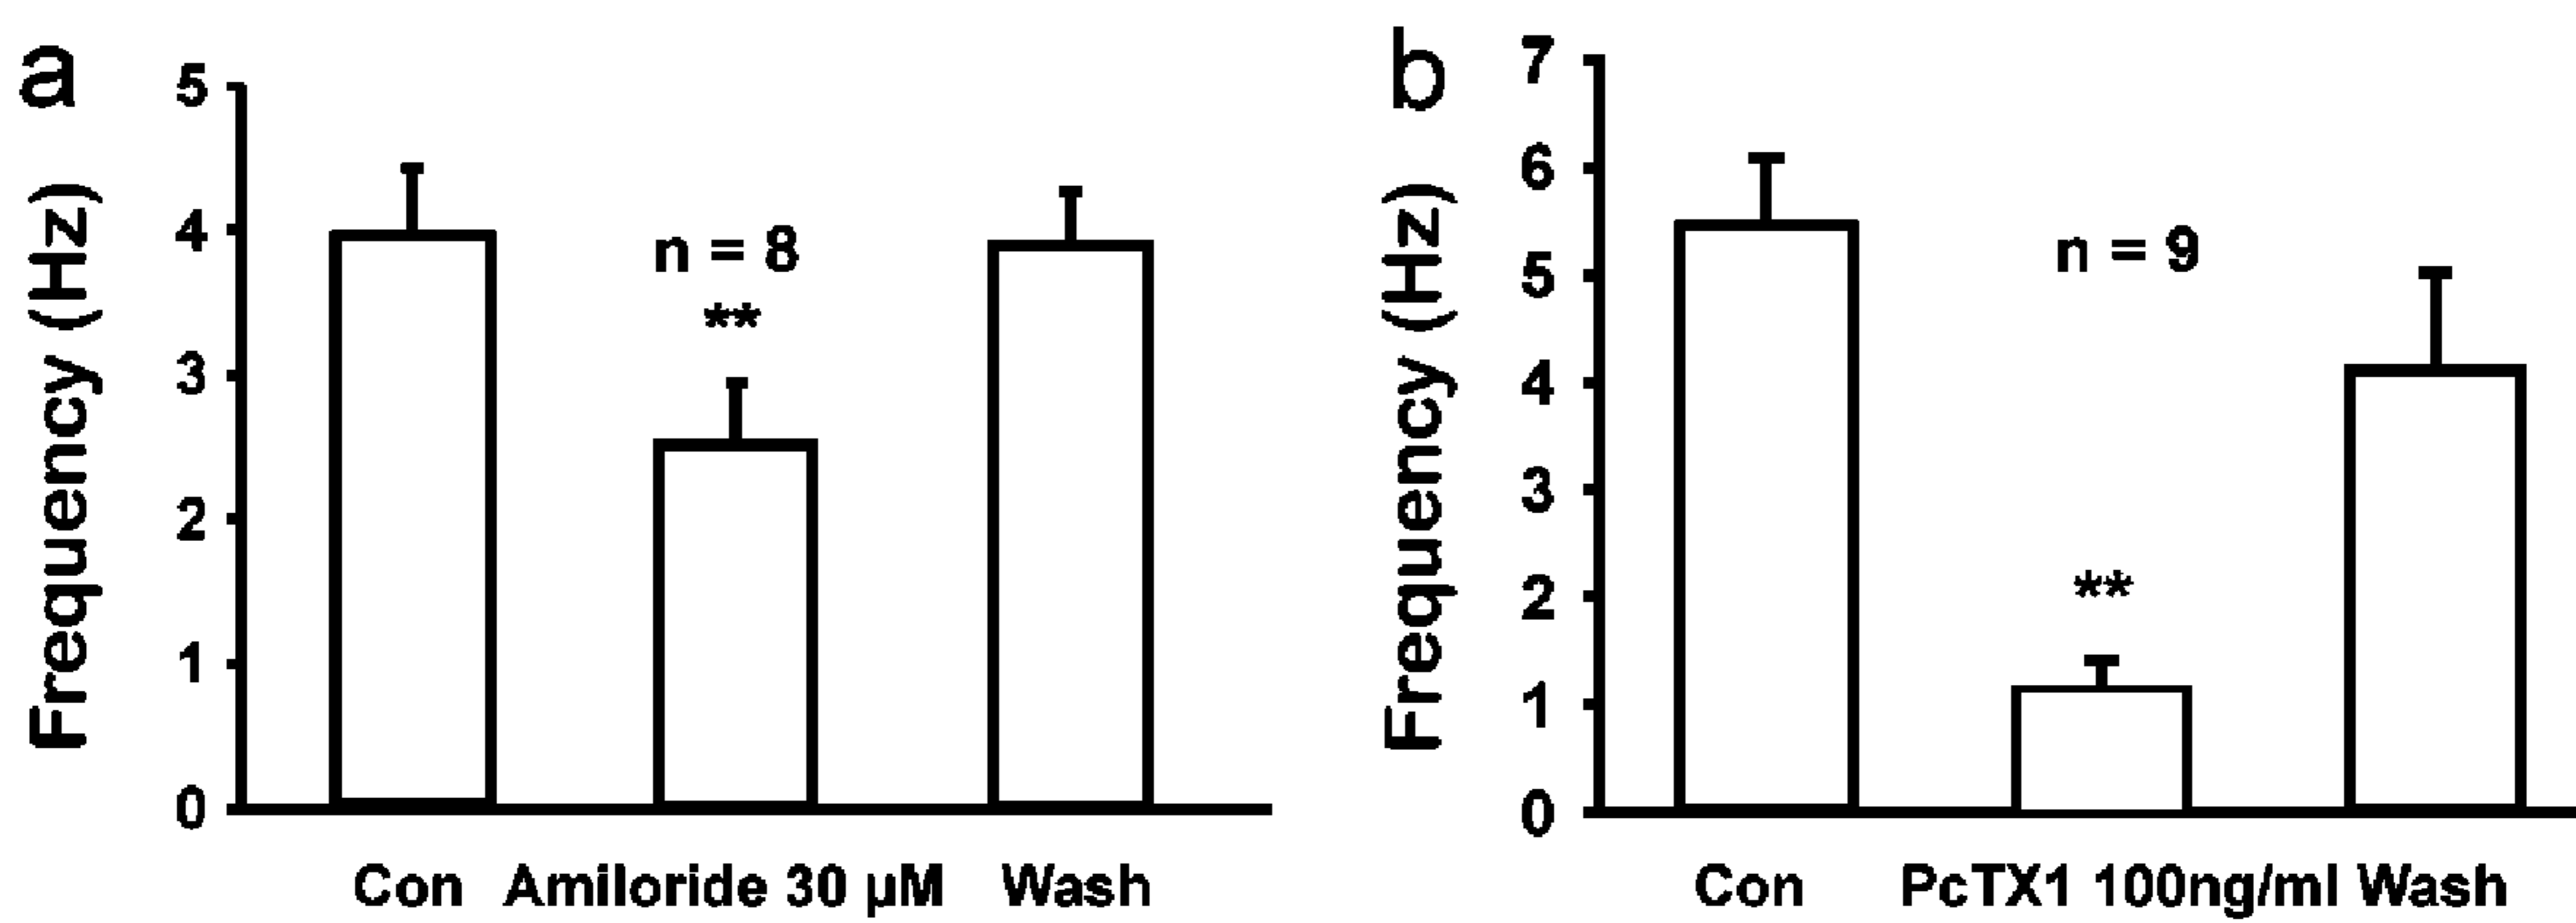 a
Frequency (Hz)
5
4
3
2
1
0
n = 8
**
Con Amiloride 30 µM Wash
b
Frequency (Hz)
7
6
5
4
3
2
1
0
n = 9
**
Con PcTX1 100ng/ml Wash